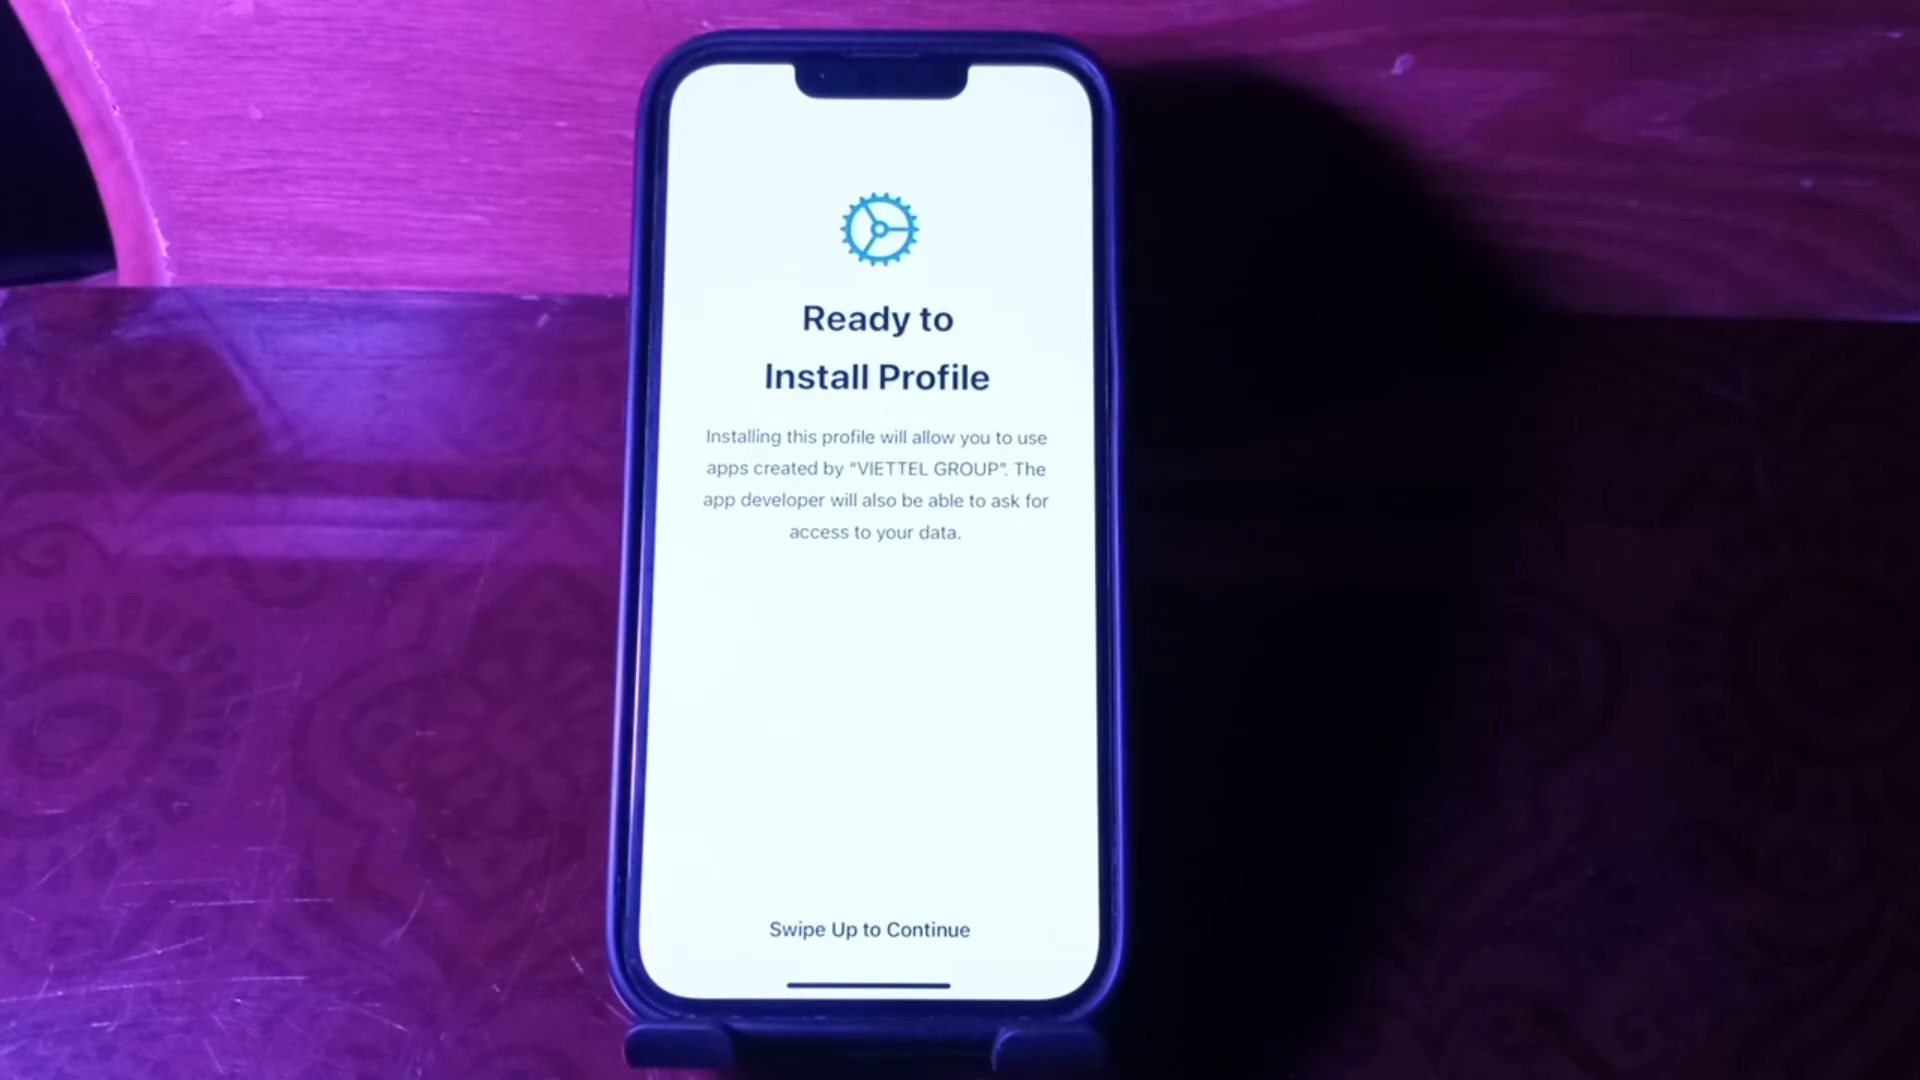 Ready to
Install Profile
Installing this profile will allow you to use
apps created by “VIETTEL GROUP”. The
app developer will also be able to ask for
access to your data.
Swipe Up to Continue